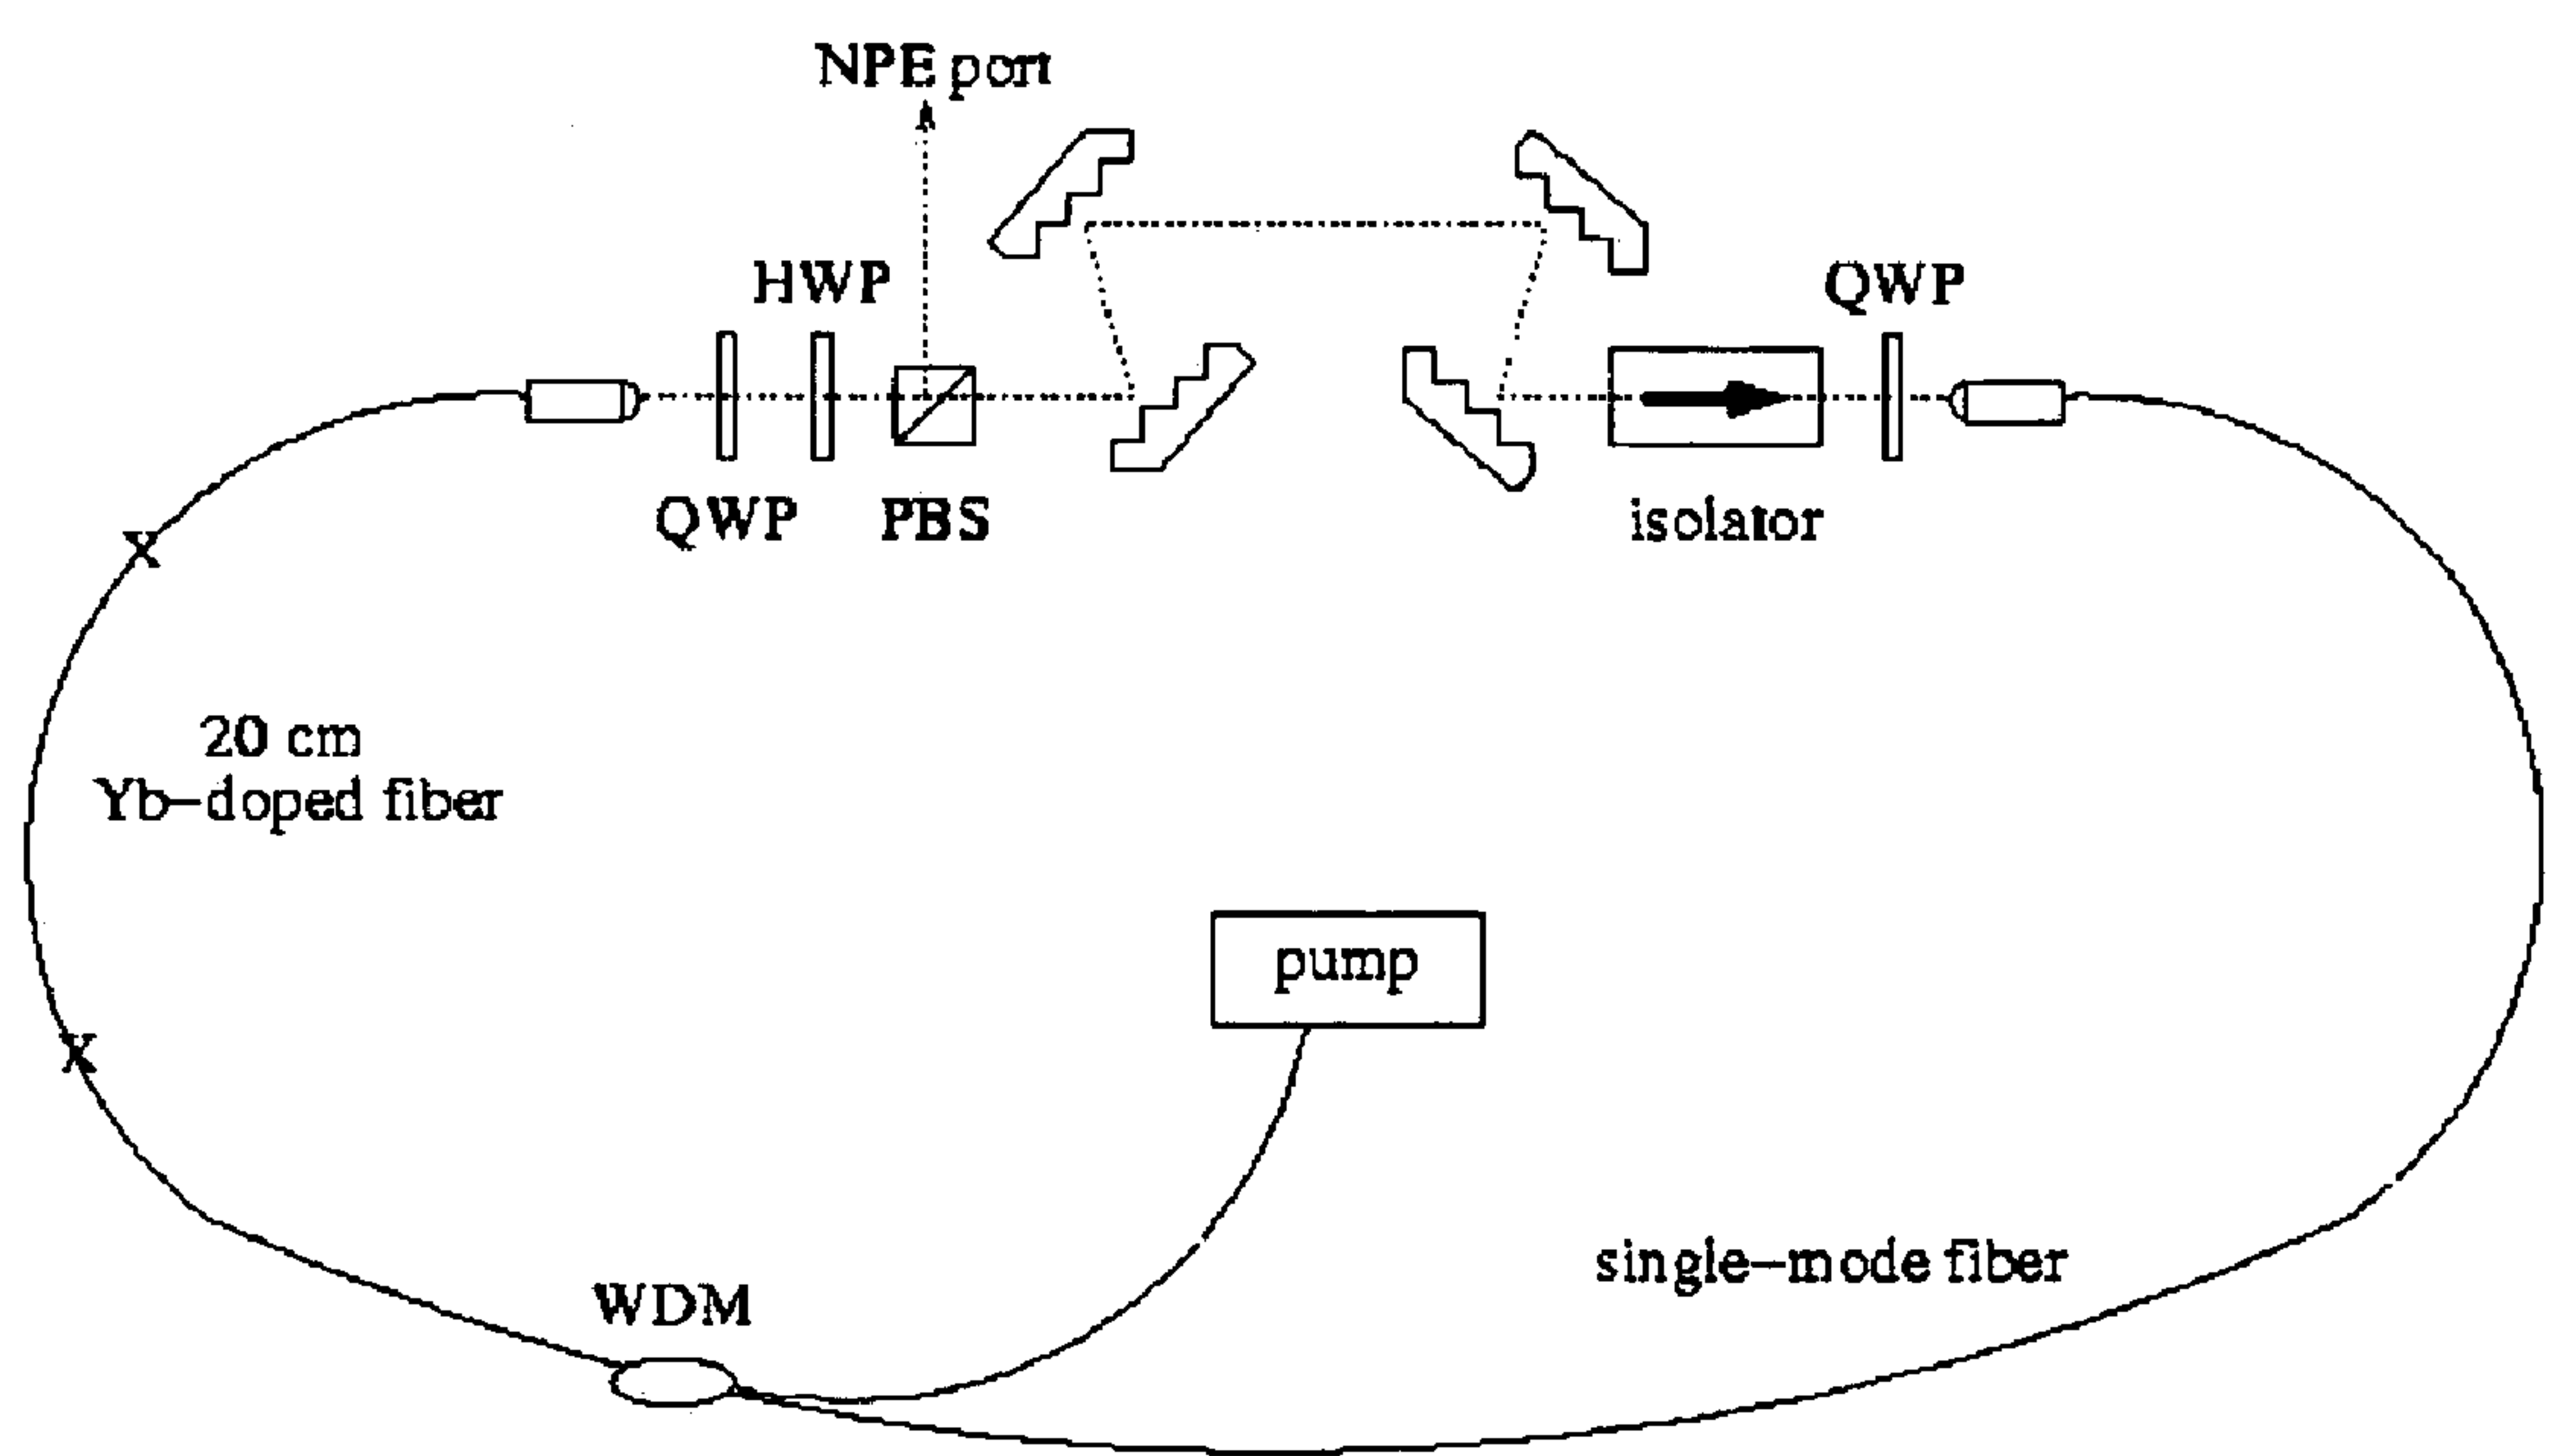 NPE port
HWP
QWP
QWP
PBS
isolator
X
20 cm
Yb-doped fiber
X
pump
single-mode fiber
WDM